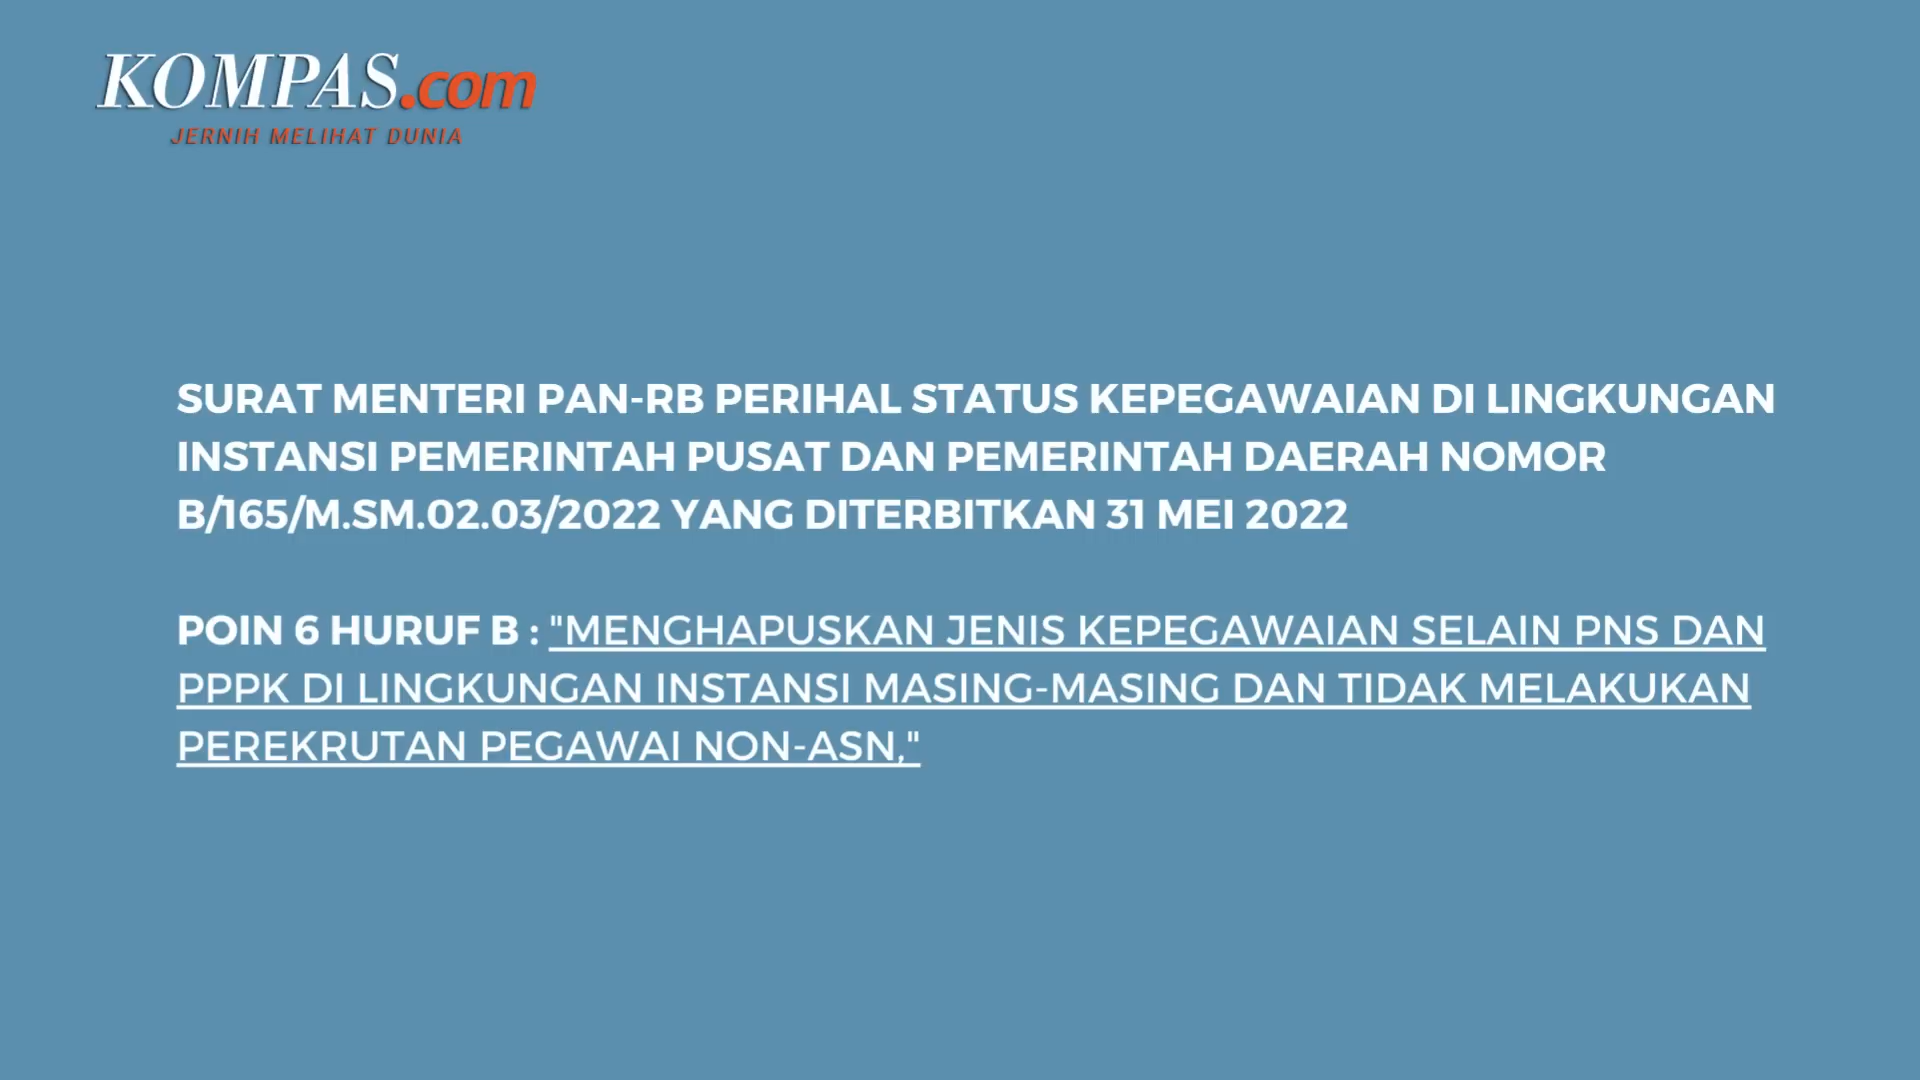 KOMPAS.com
JERNIH MELIHAT DUNIA
SURAT MENTERI PAN-RB PERIHAL STATUS KEPEGAWAIAN DI LINGKUNGAN
INSTANSI PEMERINTAH PUSAT DAN PEMERINTAH DAERAH NOMOR
B/165/M.SM.02.03/2022 YANG DITERBITKAN 31 MEI 2022
POIN 6 HURUF B : "MENGHAPUSKAN JENIS KEPEGAWAIAN SELAIN PNS DAN
PPPK DI LINGKUNGAN INSTANSI MASING-MASING DAN TIDAK MELAKUKAN
PEREKRUTAN PEGAWAI NON-ASN,"